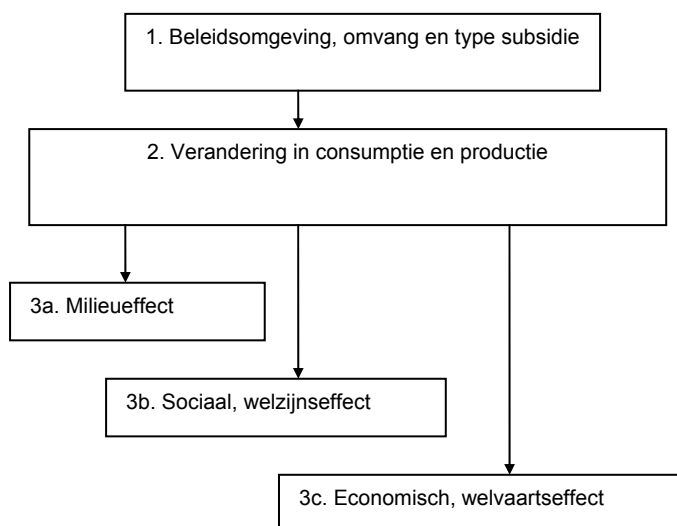 1. Beleidsomgeving, omvang en type subsidie
2. Verandering in consumptie en productie
3a. Milieueffect
3b. Sociaal, welzijnseffect
3c. Economisch, welvaartseffect